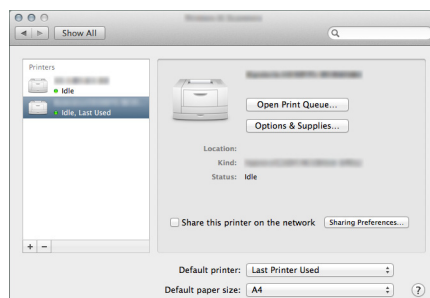 Show All
Printers
Idle
Idle, Last Used
Open Print Queue...
Options & Supplies...
Location:
Kind:
Status: Idle
Share this printer on the network Sharing Preferences...
+ −
Default printer: Last Printer Used
Default paper size: A4 ?